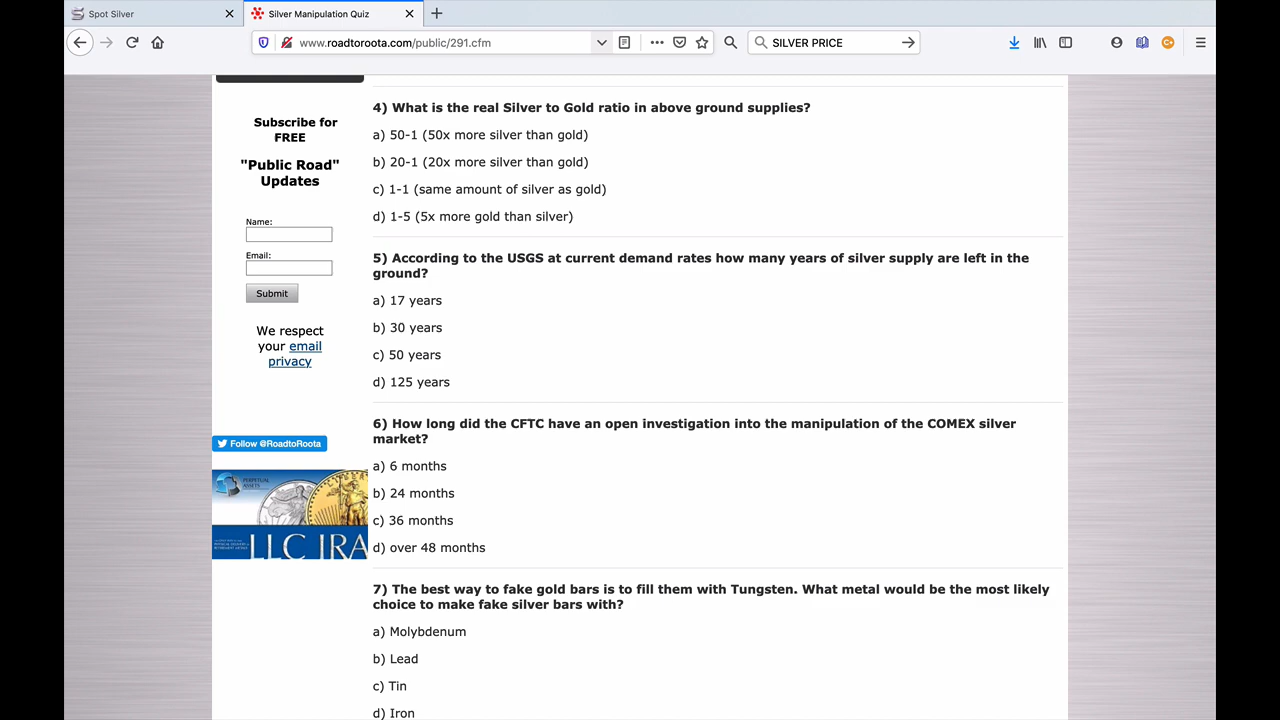 Spot Silver
Silver Manipulation Quiz
www.roadtoroota.com/public/291.cfm
SILVER PRICE
Subscribe for
FREE
"Public Road"
Updates
Name:
Email:
Submit
We respect
your email
privacy
Follow @RoadtoRoota
PERPETUAL
ASSETS
LLC IRA
4) What is the real Silver to Gold ratio in above ground supplies?
a) 50-1 (50x more silver than gold)
b) 20-1 (20x more silver than gold)
c) 1-1 (same amount of silver as gold)
d) 1-5 (5x more gold than silver)
5) According to the USGS at current demand rates how many years of silver supply are left in the
ground?
a) 17 years
b) 30 years
c) 50 years
d) 125 years
6) How long did the CFTC have an open investigation into the manipulation of the COMEX silver
market?
a) 6 months
b) 24 months
c) 36 months
d) over 48 months
7) The best way to fake gold bars is to fill them with Tungsten. What metal would be the most likely
choice to make fake silver bars with?
a) Molybdenum
b) Lead
c) Tin
d) Iron